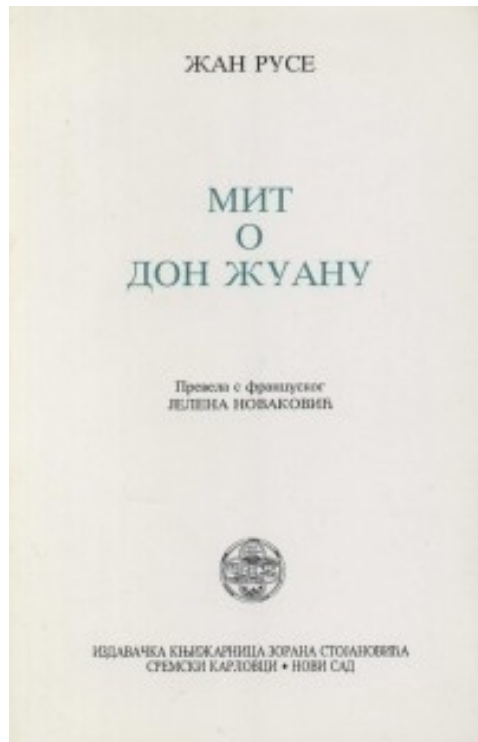 ЖАН РУСЕ
МИТ
О
ДОН ЖУАНУ
Превела с француског
ЈЕЛЕНА НОВАКОВИЋ
ИЗДАВАЧКА КЊИЖАРНИЦА ЗОРАНА СТОЈАНОВИЋА
СРЕМСКИ КАРЛОВЦИ • НОВИ САД